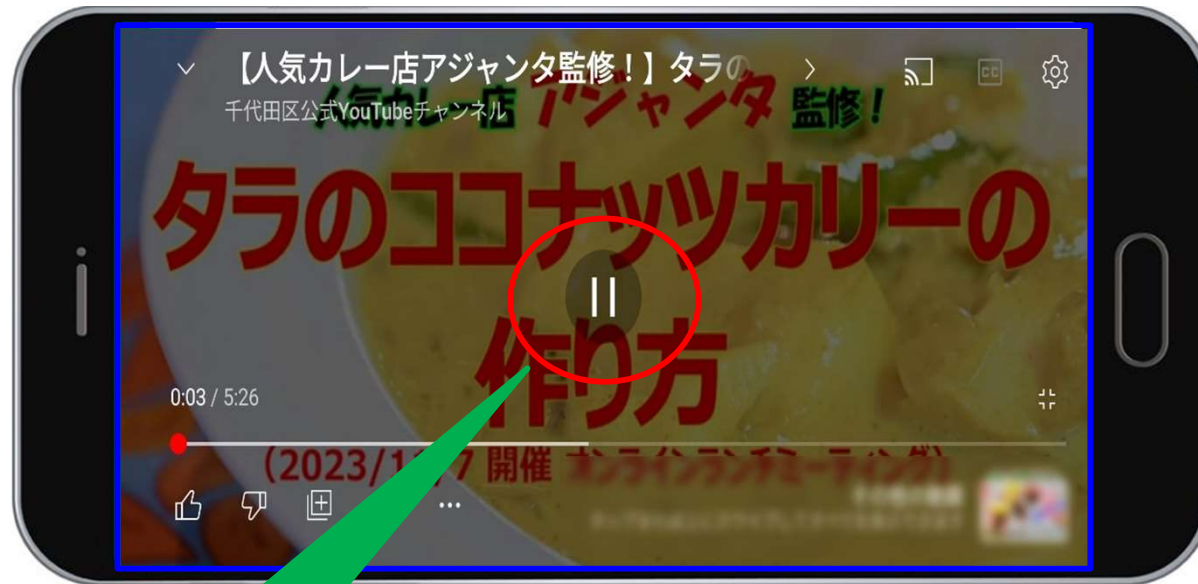 【人気カレー店アジャンタ監修！】タラの
千代田区公式YouTubeチャンネル
人気カレー店 アジャンタ 監修！
タラのココナッツカリーの
作り方
0:03 / 5:26
開催 オンラインランチミーティング）